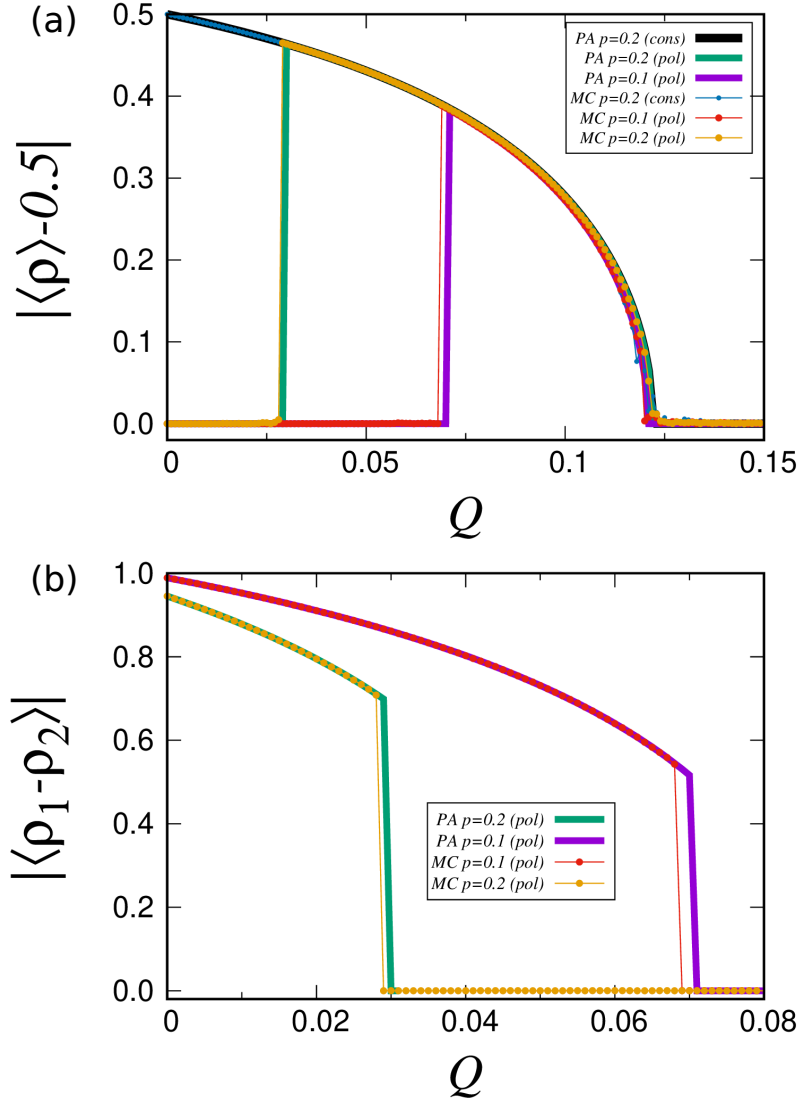 (a)
0.5
0.4
0.3
0.2
0.1
0.0
|⟨ρ⟩-0.5|
PA p=0.2 (cons)
PA p=0.2 (pol)
PA p=0.1 (pol)
MC p=0.2 (cons)
MC p=0.1 (pol)
MC p=0.2 (pol)
0 0.05 0.1 0.15
Q
(b)
1.0
0.8
0.6
0.4
0.2
0.0
|⟨ρ₁-ρ₂⟩|
PA p=0.2 (pol)
PA p=0.1 (pol)
MC p=0.1 (pol)
MC p=0.2 (pol)
0 0.02 0.04 0.06 0.08
Q